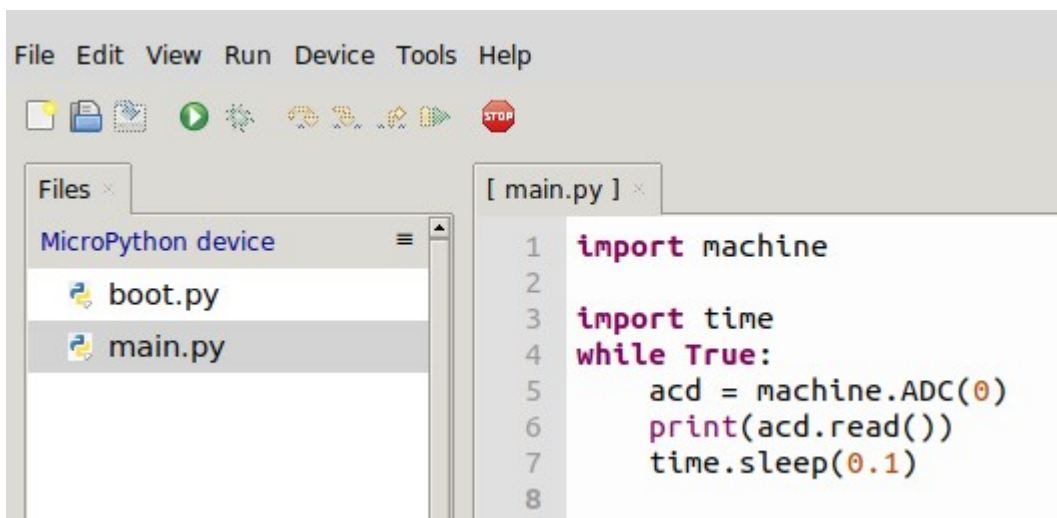 File Edit View Run Device Tools Help
STOP
Files
[ main.py ]
MicroPython device
boot.py
main.py
1 import machine
2
3 import time
4 while True:
5 acd = machine.ADC(0)
6 print(acd.read())
7 time.sleep(0.1)
8